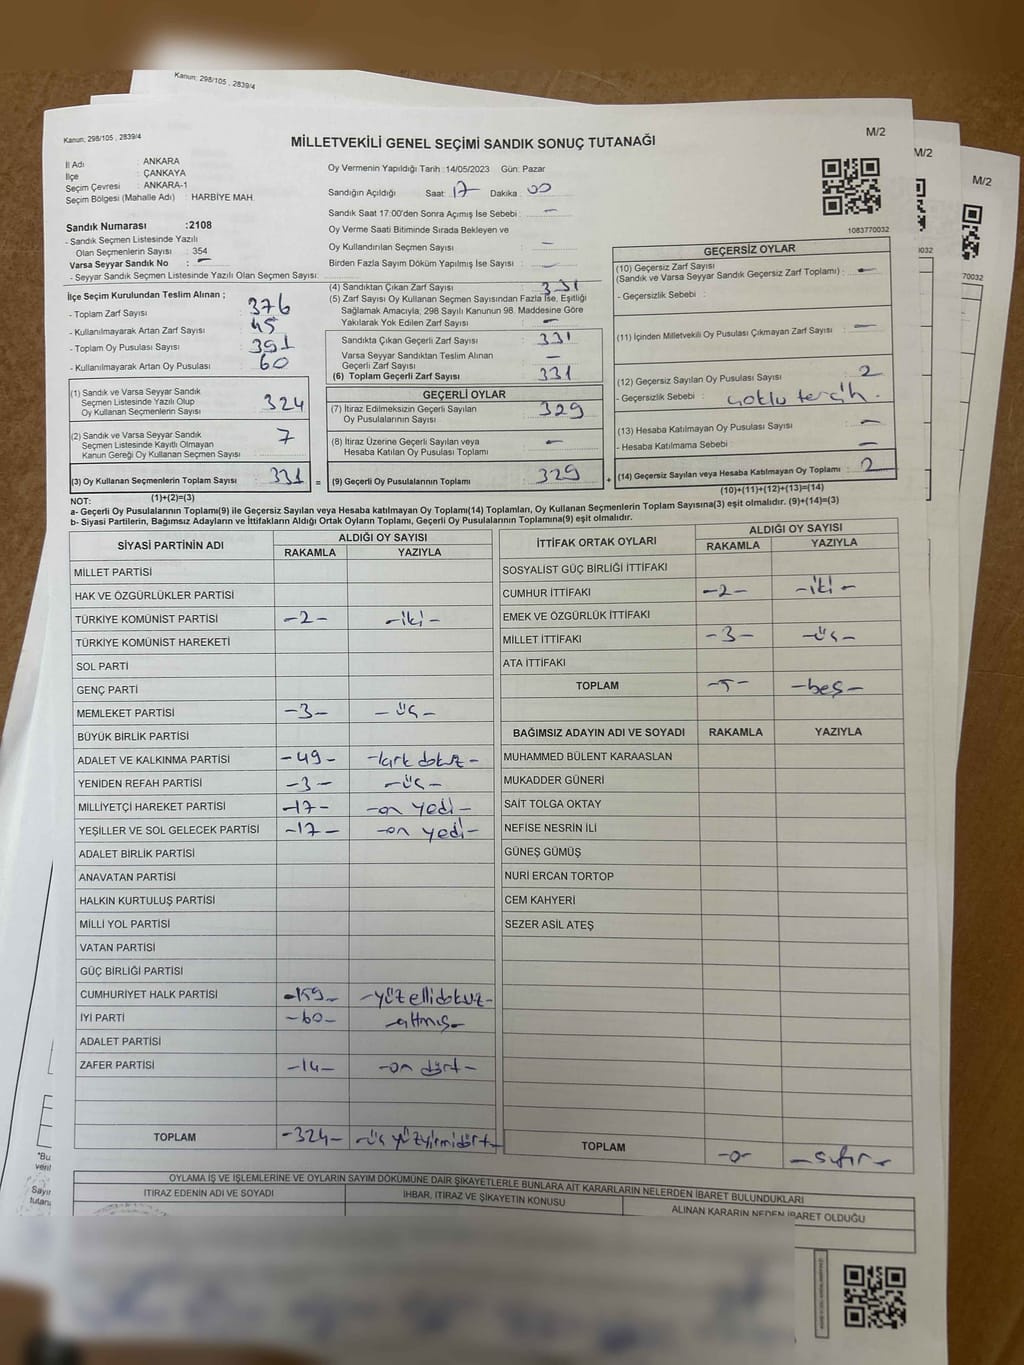 Kanun: 298/105 , 2839/4
Kanun: 298/105 , 2839/4
MİLLETVEKİLİ GENEL SEÇİMİ SANDIK SONUÇ TUTANAĞI
M/2
M/2
M/2
İl Adı : ANKARA
İlçe : ÇANKAYA
Seçim Çevresi : ANKARA-1
Seçim Bölgesi (Mahalle Adı) : HARBİYE MAH.
Oy Vermenin Yapıldığı Tarih :14/05/2023 Gün: Pazar
Sandığın Açıldığı Saat: 17 Dakika : 00
Sandık Saat 17:00'den Sonra Açımış İse Sebebi : -
Oy Verme Saati Bitiminde Sırada Bekleyen ve
Oy Kullandırılan Seçmen Sayısı : -
Birden Fazla Sayım Döküm Yapılmış İse Sayısı : -
1083770032
Sandık Numarası :2108
- Sandık Seçmen Listesinde Yazılı
Olan Seçmenlerin Sayısı : 354
Varsa Seyyar Sandık No : -
- Seyyar Sandık Seçmen Listesinde Yazılı Olan Seçmen Sayısı:
İlçe Seçim Kurulundan Teslim Alınan ;
- Toplam Zarf Sayısı : 376
- Kullanılmayarak Artan Zarf Sayısı : 45
- Toplam Oy Pusulası Sayısı : 391
- Kullanılmayarak Artan Oy Pusulası : 60
(1) Sandık ve Varsa Seyyar Sandık
Seçmen Listesinde Yazılı Olup
Oy Kullanan Seçmenlerin Sayısı : 324
(2) Sandık ve Varsa Seyyar Sandık
Seçmen Listesinde Kayıtlı Olmayan
Kanun Gereği Oy Kullanan Seçmen Sayısı : 7
(3) Oy Kullanan Seçmenlerin Toplam Sayısı : 331
(1)+(2)=(3)
(4) Sandıktan Çıkan Zarf Sayısı : 331
(5) Zarf Sayısı Oy Kullanan Seçmen Sayısından Fazla İse, Eşitliği
Sağlamak Amacıyla, 298 Sayılı Kanunun 98. Maddesine Göre
Yakılarak Yok Edilen Zarf Sayısı : -
Sandıkta Çıkan Geçerli Zarf Sayısı : 331
Varsa Seyyar Sandıktan Teslim Alınan
Geçerli Zarf Sayısı : -
(6) Toplam Geçerli Zarf Sayısı : 331
GEÇERLİ OYLAR
(7) İtiraz Edilmeksizin Geçerli Sayılan
Oy Pusulalarının Sayısı : 329
(8) İtiraz Üzerine Geçerli Sayılan veya
Hesaba Katılan Oy Pusulası Toplamı : -
= (9) Geçerli Oy Pusulalarının Toplamı : 329 +
GEÇERSİZ OYLAR
(10) Geçersiz Zarf Sayısı
(Sandık ve Varsa Seyyar Sandık Geçersiz Zarf Toplamı) : -
- Geçersizlik Sebebi :
(11) İçinden Milletvekili Oy Pusulası Çıkmayan Zarf Sayısı : -
(12) Geçersiz Sayılan Oy Pusulası Sayısı : 2
- Geçersizlik Sebebi : çoklu tercih.
(13) Hesaba Katılmayan Oy Pusulası Sayısı : -
- Hesaba Katılmama Sebebi : -
(14) Geçersiz Sayılan veya Hesaba Katılmayan Oy Toplamı : 2
(10)+(11)+(12)+(13)=(14)
NOT:
a- Geçerli Oy Pusulalarının Toplamı(9) ile Geçersiz Sayılan veya Hesaba katılmayan Oy Toplamı(14) Toplamları, Oy Kullanan Seçmenlerin Toplam Sayısına(3) eşit olmalıdır. (9)+(14)=(3)
b- Siyasi Partilerin, Bağımsız Adayların ve İttifakların Aldığı Ortak Oyların Toplamı, Geçerli Oy Pusulalarının Toplamına(9) eşit olmalıdır.
SİYASİ PARTİNİN ADI ALDIĞI OY SAYISI
RAKAMLA YAZIYLA
MİLLET PARTİSİ
HAK VE ÖZGÜRLÜKLER PARTİSİ
TÜRKİYE KOMÜNİST PARTİSİ -2- -iki-
TÜRKİYE KOMÜNİST HAREKETİ
SOL PARTİ
GENÇ PARTİ
MEMLEKET PARTİSİ -3- -üç-
BÜYÜK BİRLİK PARTİSİ
ADALET VE KALKINMA PARTİSİ -49- -kırk dokuz-
YENİDEN REFAH PARTİSİ -3- -üç-
MİLLİYETÇİ HAREKET PARTİSİ -17- -on yedi-
YEŞİLLER VE SOL GELECEK PARTİSİ -17- -on yedi-
ADALET BİRLİK PARTİSİ
ANAVATAN PARTİSİ
HALKIN KURTULUŞ PARTİSİ
MİLLİ YOL PARTİSİ
VATAN PARTİSİ
GÜÇ BİRLİĞİ PARTİSİ
CUMHURİYET HALK PARTİSİ -159- -yüz elli dokuz-
İYİ PARTİ -60- altmış-
ADALET PARTİSİ
ZAFER PARTİSİ -14- -on dört-
TOPLAM -324- -üç yüz yirmi dört-
İTTİFAK ORTAK OYLARI ALDIĞI OY SAYISI
RAKAMLA YAZIYLA
SOSYALİST GÜÇ BİRLİĞİ İTTİFAKI
CUMHUR İTTİFAKI -2- -iki-
EMEK VE ÖZGÜRLÜK İTTİFAKI
MİLLET İTTİFAKI -3- -üç-
ATA İTTİFAKI
TOPLAM -5- -beş-
BAĞIMSIZ ADAYIN ADI VE SOYADI RAKAMLA YAZIYLA
MUHAMMED BÜLENT KARAASLAN
MUKADDER GÜNERİ
SAİT TOLGA OKTAY
NEFİSE NESRİN İLİ
GÜNEŞ GÜMÜŞ
NURİ ERCAN TORTOP
CEM KAHYERİ
SEZER ASİL ATEŞ
TOPLAM -0- -sıfır-
OYLAMA İŞ VE İŞLEMLERİNE VE OYLARIN SAYIM DÖKÜMÜNE DAİR ŞİKAYETLERLE BUNLARA AİT KARARLARIN NELERDEN İBARET BULUNDUKLARI
İTİRAZ EDENİN ADI VE SOYADI İHBAR, İTİRAZ VE ŞİKAYETİN KONUSU ALINAN KARARIN NEDEN İBARET OLDUĞU